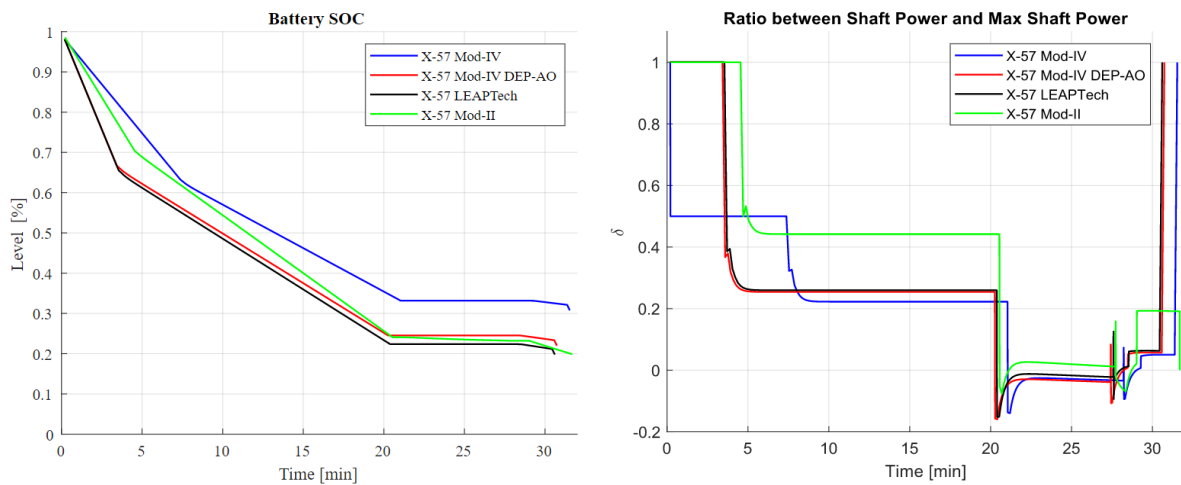 Battery SOC
Level [%]
1
0.9
0.8
0.7
0.6
0.5
0.4
0.3
0.2
0.1
0
0
5
10
15
20
25
30
Time [min]
X-57 Mod-IV
X-57 Mod-IV DEP-AO
X-57 LEAPTech
X-57 Mod-II
Ratio between Shaft Power and Max Shaft Power
δ
1
0.8
0.6
0.4
0.2
0
-0.2
0
5
10
15
20
25
30
Time [min]
X-57 Mod-IV
X-57 Mod-IV DEP-AO
X-57 LEAPTech
X-57 Mod-II